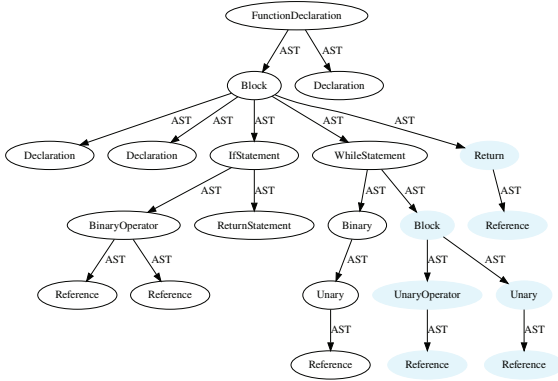 FunctionDeclaration
AST AST
Block Declaration
AST AST AST AST AST
Declaration Declaration IfStatement WhileStatement Return
AST AST AST AST AST
BinaryOperator ReturnStatement Binary Block Reference
AST AST AST AST AST
Reference Reference Unary UnaryOperator Unary
AST AST AST
Reference Reference Reference